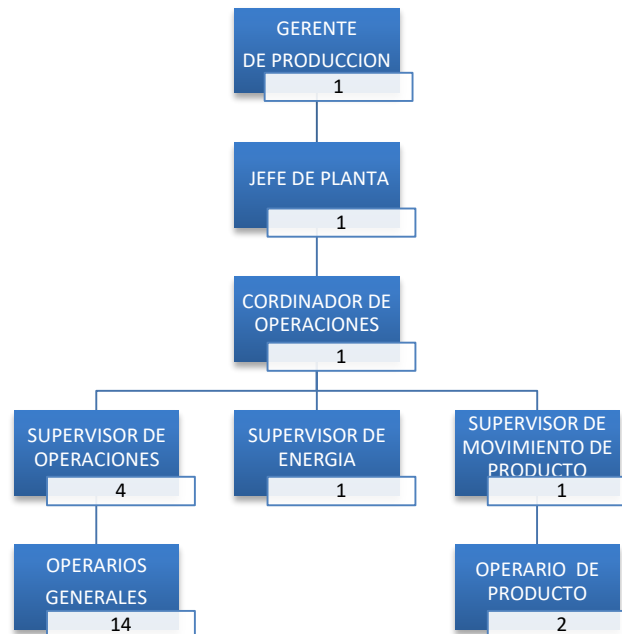 GERENTE
DE PRODUCCION
1
JEFE DE PLANTA
1
CORDINADOR DE
OPERACIONES
1
SUPERVISOR DE
OPERACIONES
4
SUPERVISOR DE
ENERGIA
1
SUPERVISOR DE
MOVIMIENTO DE
PRODUCTO
1
OPERARIOS
GENERALES
14
OPERARIO DE
PRODUCTO
2